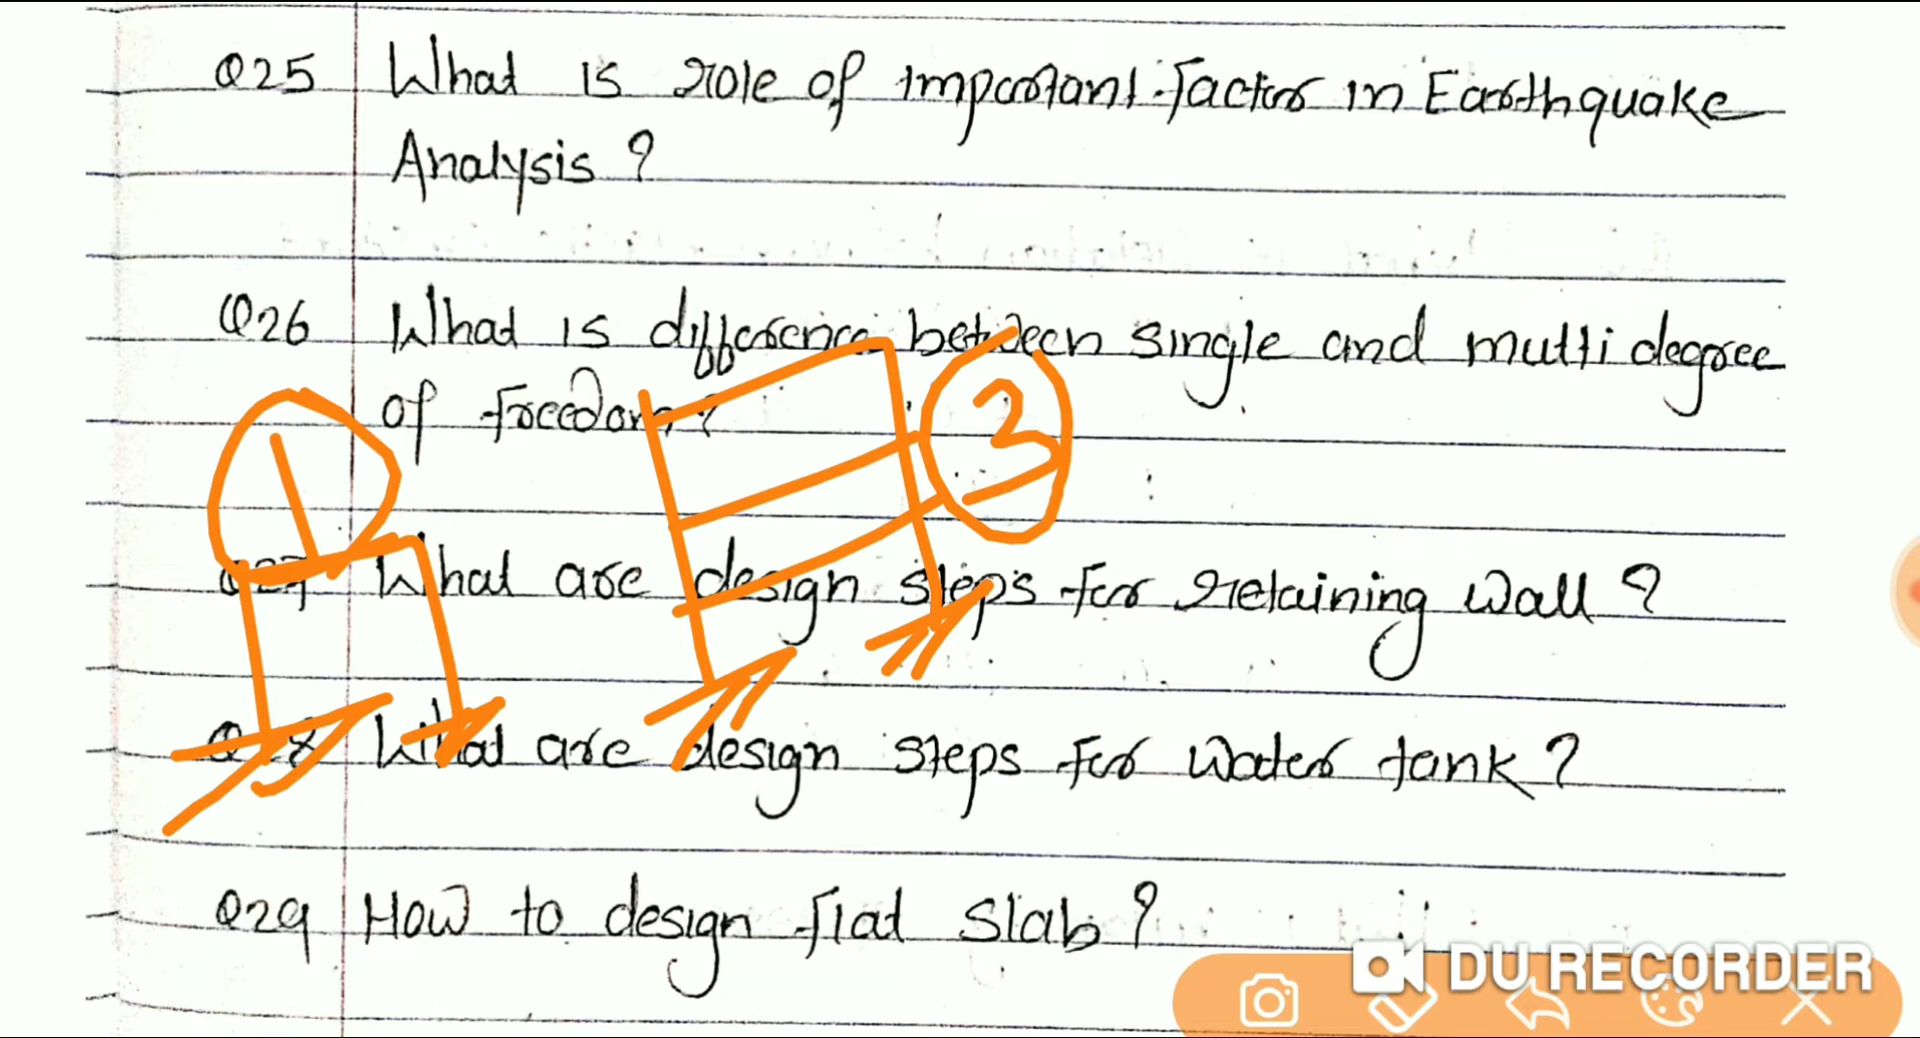 Q25 What is role of important factor in Earthquake
Analysis ?
Q26 What is difference between single and multi degree
of freedom ?
1
3
Q27 What are design steps for retaining wall ?
Q28 What are design steps for water tank ?
Q29 How to design flat slab ?
DU RECORDER